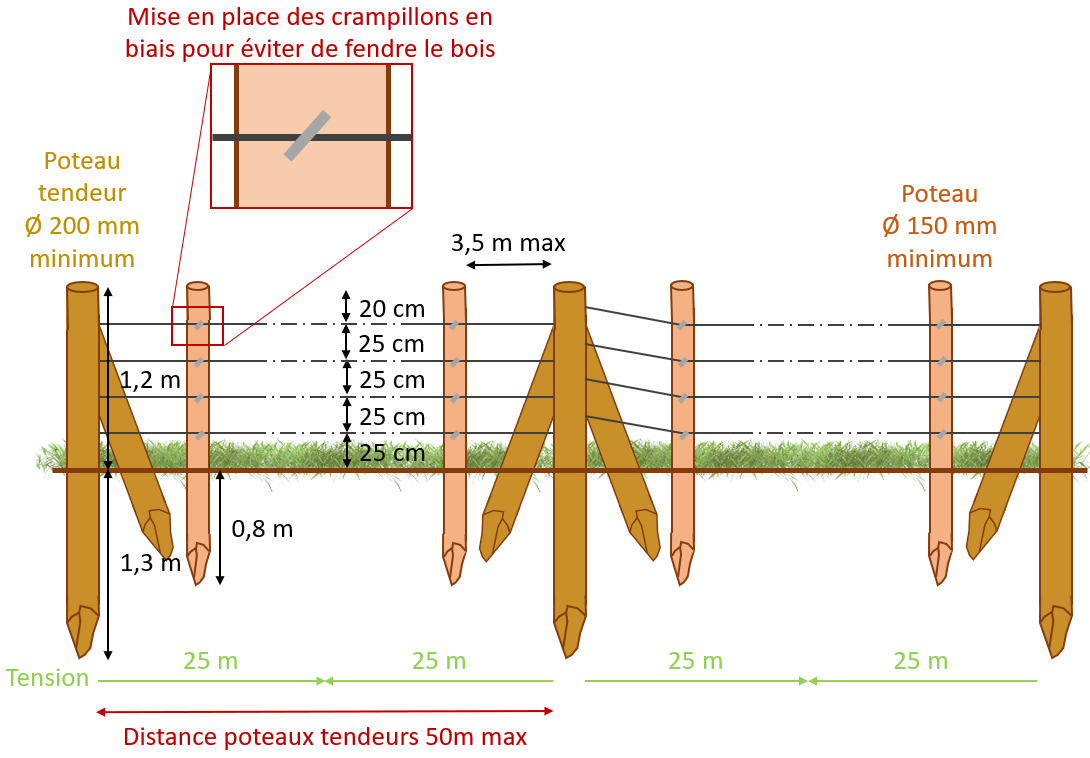 Mise en place des crampillons en
biais pour éviter de fendre le bois
Poteau
tendeur
Ø 200 mm
minimum
Poteau
Ø 150 mm
minimum
3,5 m max
20 cm
25 cm
25 cm
25 cm
25 cm
1,2 m
0,8 m
1,3 m
25 m
25 m
25 m
25 m
Tension
Distance poteaux tendeurs 50m max